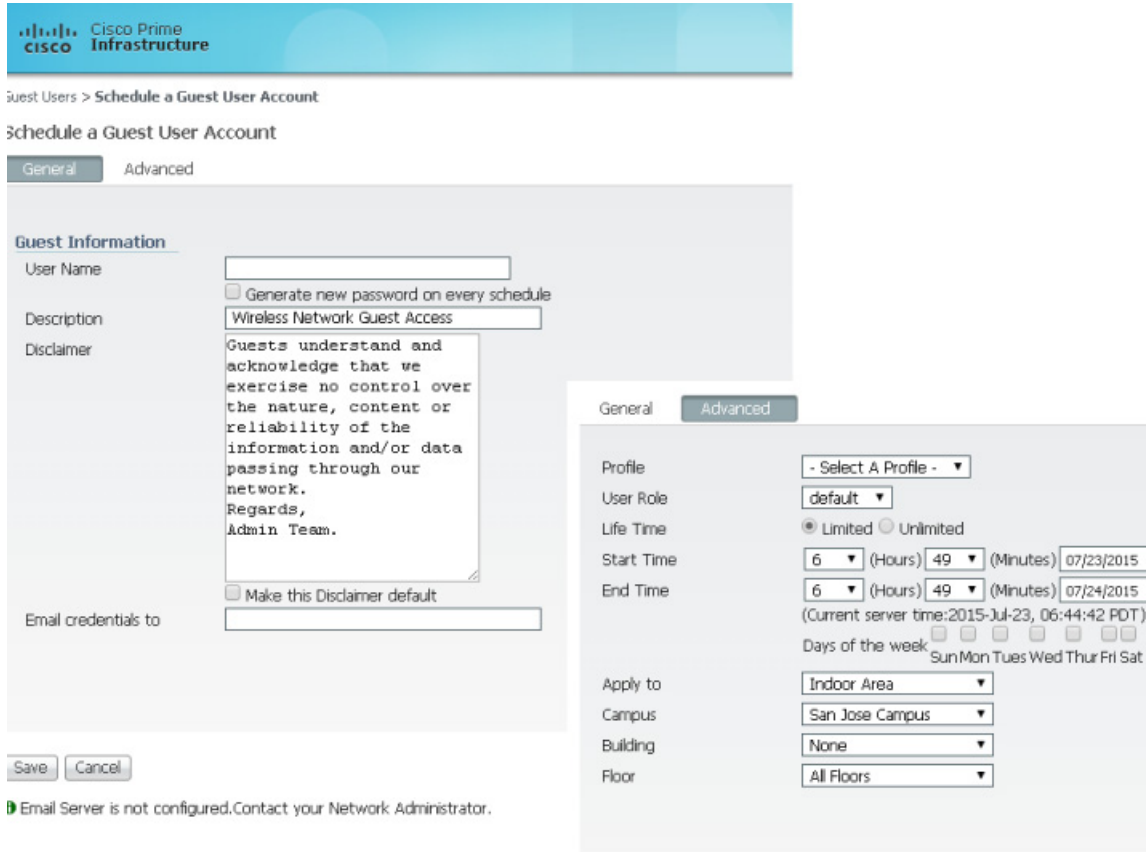 cisco Cisco Prime
Infrastructure
Guest Users > Schedule a Guest User Account
Schedule a Guest User Account
General Advanced
Guest Information
User Name
Generate new password on every schedule
Description Wireless Network Guest Access
Disclaimer
Guests understand and
acknowledge that we
exercise no control over
the nature, content or
reliability of the
information and/or data
passing through our
network.
Regards,
Admin Team.
Make this Disclaimer default
Email credentials to
Save Cancel
Email Server is not configured.Contact your Network Administrator.
General Advanced
Profile - Select A Profile -
User Role default
Life Time Limited Unlimited
Start Time 6 (Hours) 49 (Minutes) 07/23/2015
End Time 6 (Hours) 49 (Minutes) 07/24/2015
(Current server time:2015-Jul-23, 06:44:42 PDT)
Days of the week Sun Mon Tues Wed Thur Fri Sat
Apply to Indoor Area
Campus San Jose Campus
Building None
Floor All Floors